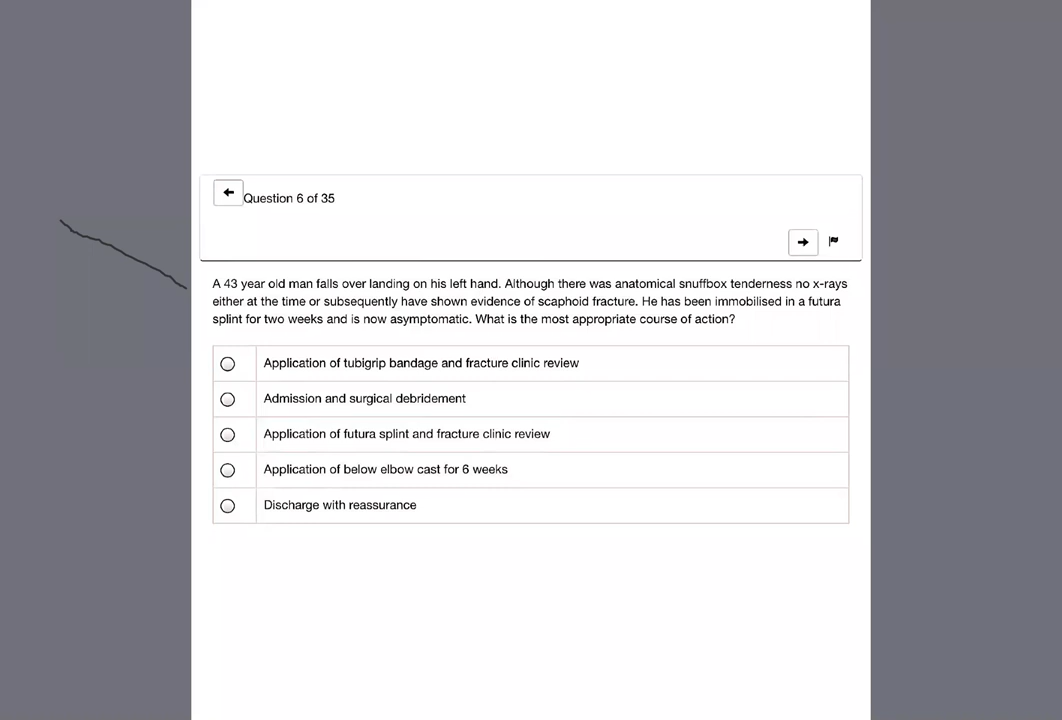 Question 6 of 35
A 43 year old man falls over landing on his left hand. Although there was anatomical snuffbox tenderness no x-rays
either at the time or subsequently have shown evidence of scaphoid fracture. He has been immobilised in a futura
splint for two weeks and is now asymptomatic. What is the most appropriate course of action?
Application of tubigrip bandage and fracture clinic review
Admission and surgical debridement
Application of futura splint and fracture clinic review
Application of below elbow cast for 6 weeks
Discharge with reassurance